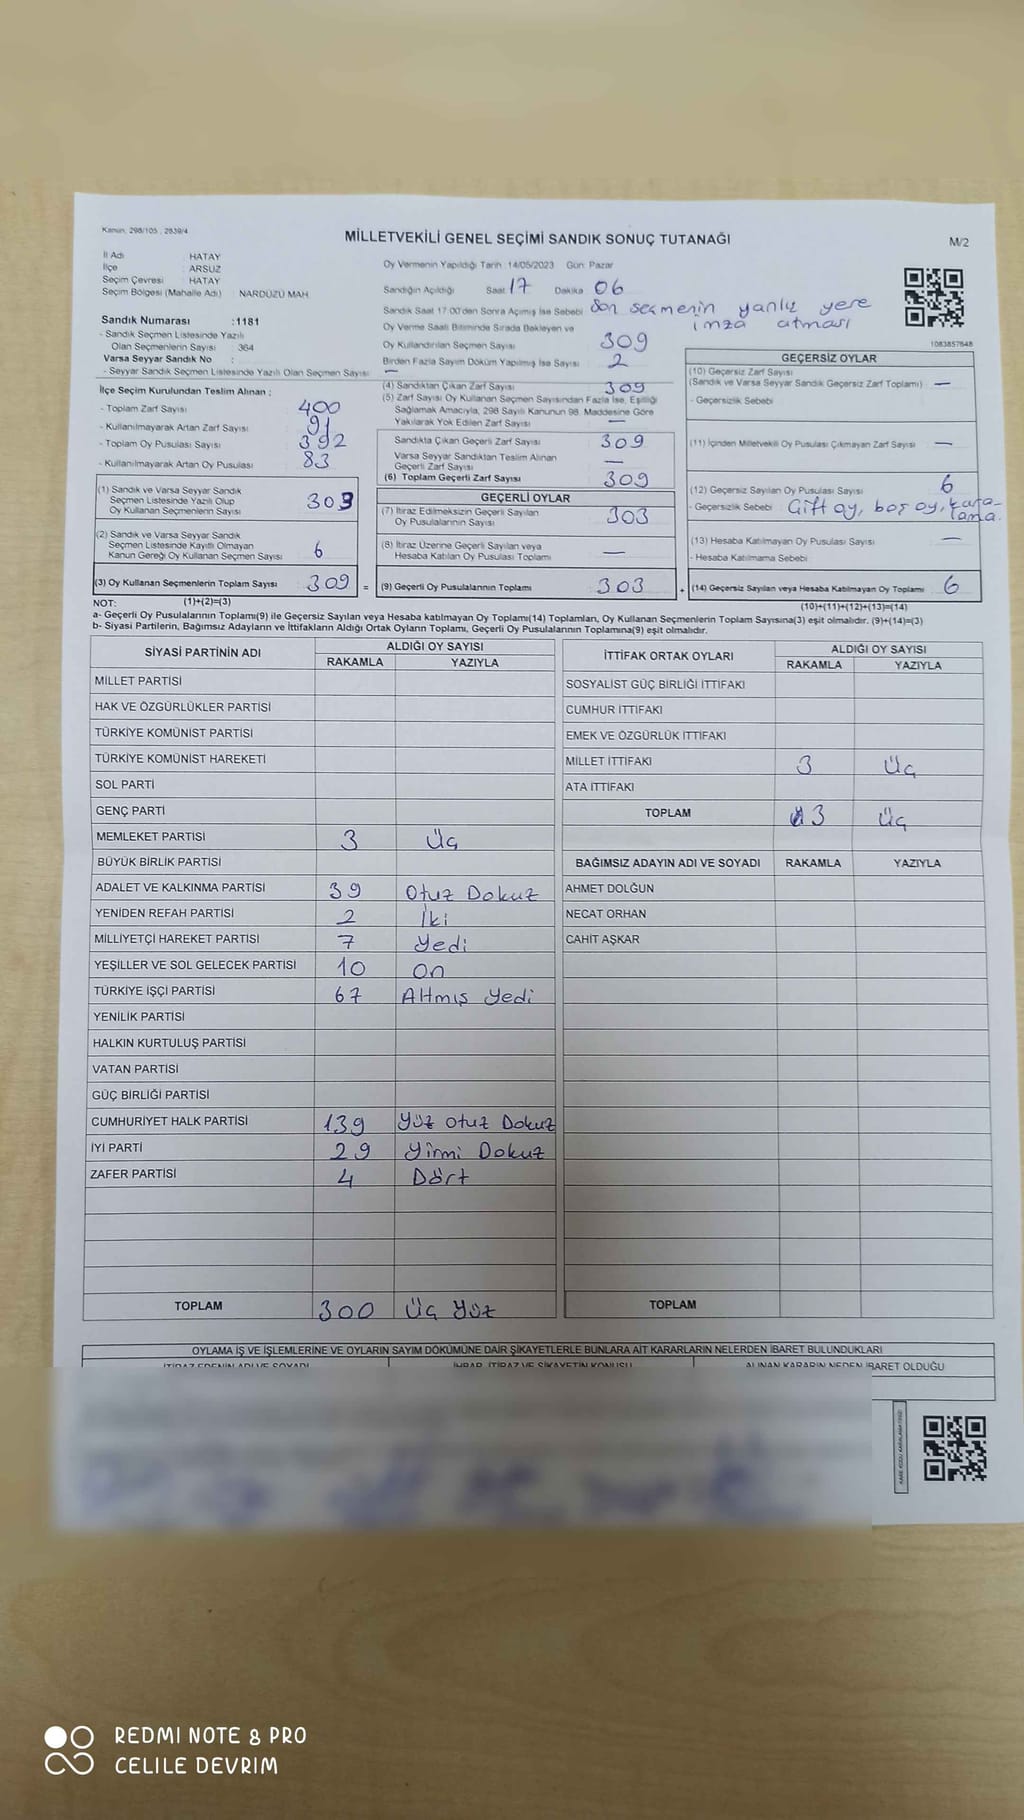 Kanun, 298/105 , 2839/4
MİLLETVEKİLİ GENEL SEÇİMİ SANDIK SONUÇ TUTANAĞI
M/2
İl Adı : HATAY
İlçe : ARSUZ
Seçim Çevresi : HATAY
Seçim Bölgesi (Mahalle Adı) : NARDÜZÜ MAH
Sandık Numarası :1181
- Sandık Seçmen Listesinde Yazılı
Olan Seçmenlerin Sayısı : 364
Varsa Seyyar Sandık No :
- Seyyar Sandık Seçmen Listesinde Yazılı Olan Seçmen Sayısı :
Oy Vermenin Yapıldığı Tarih :14/05/2023 Gün: Pazar
Sandığın Açıldığı Saat 17 Dakika 06
Sandık Saat 17:00'den Sonra Açılmış İse Sebebi Son seçmenin yanlış yere
imza atması
Oy Verme Saati Bitiminde Sırada Bekleyen ve
Oy Kullandırılan Seçmen Sayısı 309
Birden Fazla Sayım Döküm Yapılmış İse Sayısı 2
1083857648
İlçe Seçim Kurulundan Teslim Alınan :
- Toplam Zarf Sayısı 400
- Kullanılmayarak Artan Zarf Sayısı 91
- Toplam Oy Pusulası Sayısı 392
- Kullanılmayarak Artan Oy Pusulası 83
(1) Sandık ve Varsa Seyyar Sandık
Seçmen Listesinde Yazılı Olup
Oy Kullanan Seçmenlerin Sayısı 303
(2) Sandık ve Varsa Seyyar Sandık
Seçmen Listesinde Kayıtlı Olmayan
Kanun Gereği Oy Kullanan Seçmen Sayısı 6
(3) Oy Kullanan Seçmenlerin Toplam Sayısı 309 =
(1)+(2)=(3)
(4) Sandıktan Çıkan Zarf Sayısı 309
(5) Zarf Sayısı Oy Kullanan Seçmen Sayısından Fazla İse, Eşitliği
Sağlamak Amacıyla, 298 Sayılı Kanunun 98. Maddesine Göre
Yakılarak Yok Edilen Zarf Sayısı —
Sandıkta Çıkan Geçerli Zarf Sayısı 309
Varsa Seyyar Sandıktan Teslim Alınan
Geçerli Zarf Sayısı —
(6) Toplam Geçerli Zarf Sayısı 309
GEÇERLİ OYLAR
(7) İtiraz Edilmeksizin Geçerli Sayılan
Oy Pusulalarının Sayısı 303
(8) İtiraz Üzerine Geçerli Sayılan veya
Hesaba Katılan Oy Pusulası Toplamı —
(9) Geçerli Oy Pusulalarının Toplamı 303 +
GEÇERSİZ OYLAR
(10) Geçersiz Zarf Sayısı
(Sandık ve Varsa Seyyar Sandık Geçersiz Zarf Toplamı) —
- Geçersizlik Sebebi
(11) İçinden Milletvekili Oy Pusulası Çıkmayan Zarf Sayısı —
(12) Geçersiz Sayılan Oy Pusulası Sayısı 6
- Geçersizlik Sebebi Çift oy, boş oy, kara-
lama.
(13) Hesaba Katılmayan Oy Pusulası Sayısı —
- Hesaba Katılmama Sebebi
(14) Geçersiz Sayılan veya Hesaba Katılmayan Oy Toplamı 6
(10)+(11)+(12)+(13)=(14)
NOT:
a- Geçerli Oy Pusulalarının Toplamı(9) ile Geçersiz Sayılan veya Hesaba katılmayan Oy Toplamı(14) Toplamları, Oy Kullanan Seçmenlerin Toplam Sayısına(3) eşit olmalıdır. (9)+(14)=(3)
b- Siyasi Partilerin, Bağımsız Adayların ve İttifakların Aldığı Ortak Oyların Toplamı, Geçerli Oy Pusulalarının Toplamına(9) eşit olmalıdır.
SİYASİ PARTİNİN ADI ALDIĞI OY SAYISI
RAKAMLA YAZIYLA
MİLLET PARTİSİ
HAK VE ÖZGÜRLÜKLER PARTİSİ
TÜRKİYE KOMÜNİST PARTİSİ
TÜRKİYE KOMÜNİST HAREKETİ
SOL PARTİ
GENÇ PARTİ
MEMLEKET PARTİSİ 3 Üç
BÜYÜK BİRLİK PARTİSİ
ADALET VE KALKINMA PARTİSİ 39 Otuz Dokuz
YENİDEN REFAH PARTİSİ 2 İki
MİLLİYETÇİ HAREKET PARTİSİ 7 Yedi
YEŞİLLER VE SOL GELECEK PARTİSİ 10 On
TÜRKİYE İŞÇİ PARTİSİ 67 Altmış Yedi
YENİLİK PARTİSİ
HALKIN KURTULUŞ PARTİSİ
VATAN PARTİSİ
GÜÇ BİRLİĞİ PARTİSİ
CUMHURİYET HALK PARTİSİ 139 Yüz Otuz Dokuz
İYİ PARTİ 29 Yirmi Dokuz
ZAFER PARTİSİ 4 Dört
TOPLAM 300 Üç Yüz
İTTİFAK ORTAK OYLARI ALDIĞI OY SAYISI
RAKAMLA YAZIYLA
SOSYALİST GÜÇ BİRLİĞİ İTTİFAKI
CUMHUR İTTİFAKI
EMEK VE ÖZGÜRLÜK İTTİFAKI
MİLLET İTTİFAKI 3 Üç
ATA İTTİFAKI
TOPLAM 3 Üç
BAĞIMSIZ ADAYIN ADI VE SOYADI RAKAMLA YAZIYLA
AHMET DOLĞUN
NECAT ORHAN
CAHİT AŞKAR
TOPLAM
OYLAMA İŞ VE İŞLEMLERİNE VE OYLARIN SAYIM DÖKÜMÜNE DAİR ŞİKAYETLERLE BUNLARA AİT KARARLARIN NELERDEN İBARET BULUNDUKLARI
İTİRAZ EDENİN ADI VE SOYADI İHBAR, İTİRAZ VE ŞİKAYETİN KONUSU ALINAN KARARIN NEDEN İBARET OLDUĞU
REDMI NOTE 8 PRO
CELILE DEVRIM